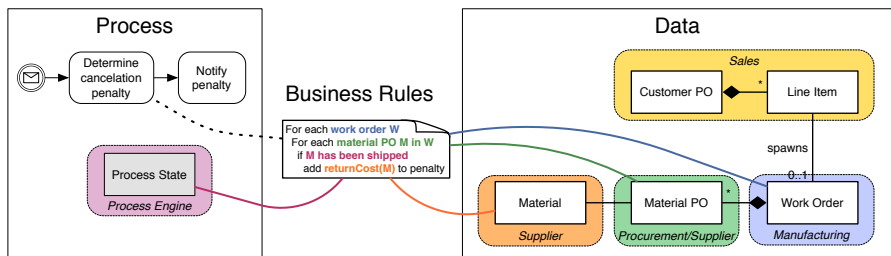 Process
Determine
cancelation
penalty
Notify
penalty
Process State
Process Engine
Business Rules
For each work order W
For each material PO M in W
if M has been shipped
add returnCost(M) to penalty
Data
Sales
Customer PO
*
Line Item
spawns
0..1
Material
Supplier
Material PO
*
Procurement/Supplier
Work Order
Manufacturing